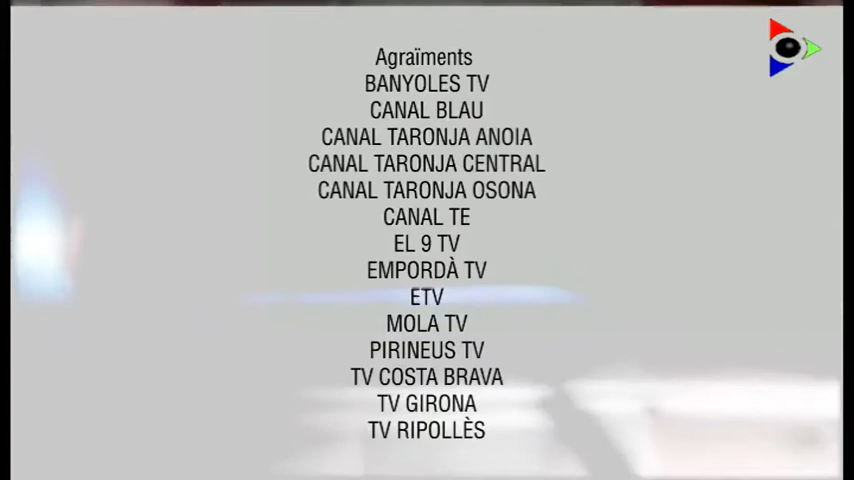 Agraïments
BANYOLES TV
CANAL BLAU
CANAL TARONJA ANOIA
CANAL TARONJA CENTRAL
CANAL TARONJA OSONA
CANAL TE
EL 9 TV
EMPORDÀ TV
ETV
MOLA TV
PIRINEUS TV
TV COSTA BRAVA
TV GIRONA
TV RIPOLLÈS